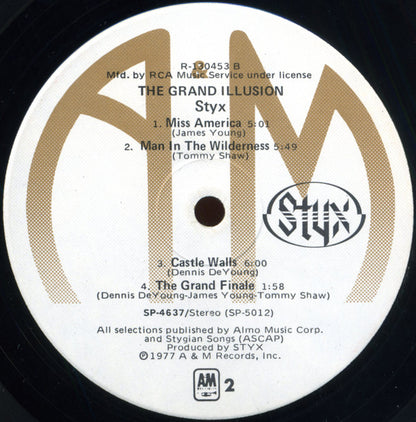 A&M
R-130453 B
Mfd. by RCA Music Service under license
THE GRAND ILLUSION
Styx
1. Miss America 5:01
(James Young)
2. Man In The Wilderness 5:49
(Tommy Shaw)
Styx
3. Castle Walls 6:00
(Dennis DeYoung)
4. The Grand Finale 1:58
(Dennis DeYoung-James Young-Tommy Shaw)
SP-4637/Stereo (SP-5012)
All selections published by Almo Music Corp.
and Stygian Songs (ASCAP)
Produced by STYX
℗1977 A & M Records, Inc.
A&M 2